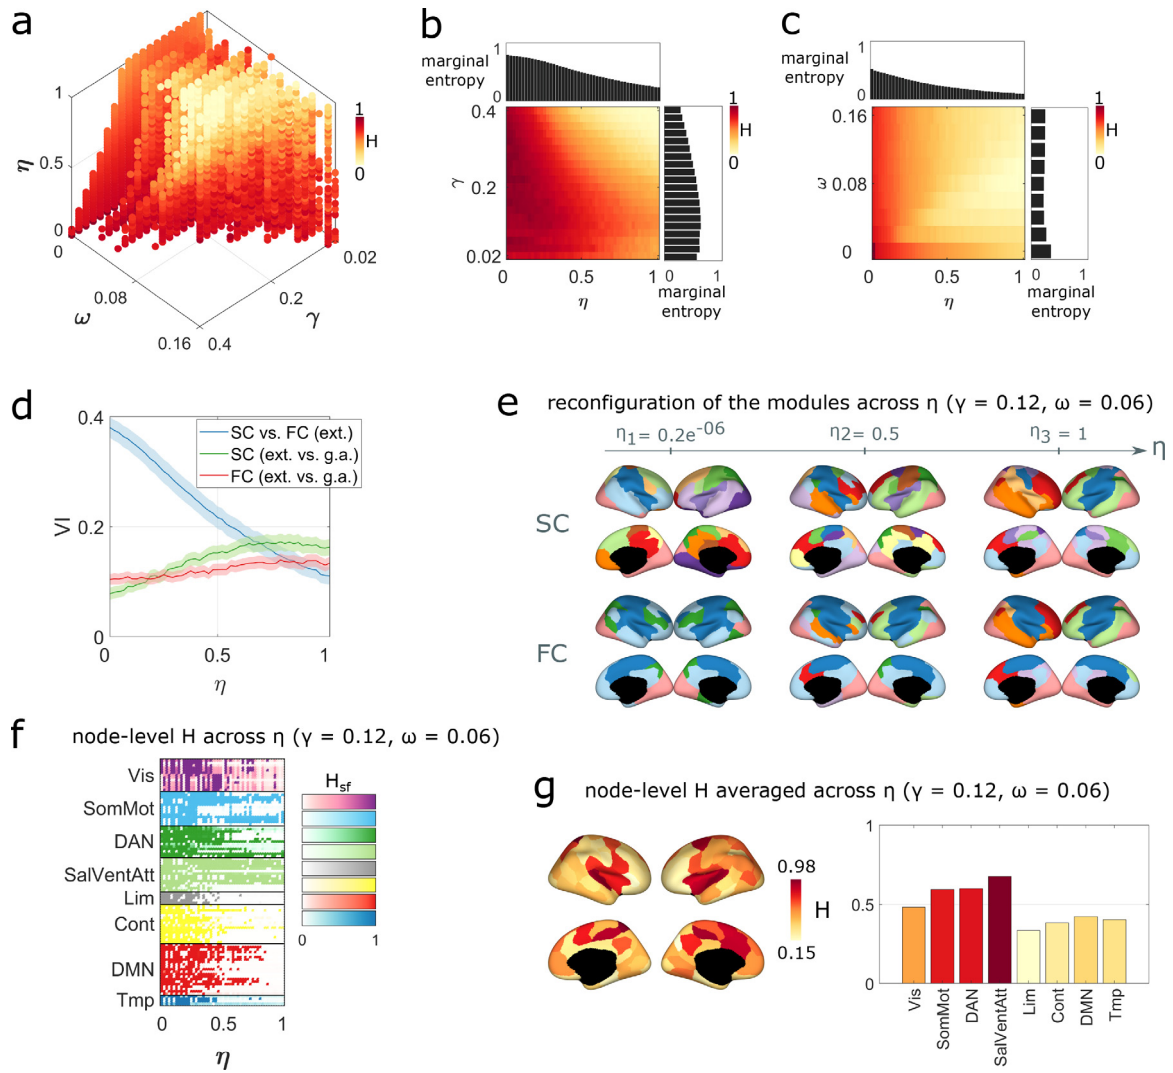 a
1
η
0.5
0
0
0.08
ω
0.16
0.4
0.2
γ
0.02
1
H
0
b
marginal
entropy
0.4
γ
0.2
0.02
0
0.5
1
η
0
1
marginal
entropy
1
H
0
c
marginal
entropy
0.16
ω
0.08
0
0
0.5
1
η
0
1
marginal
entropy
1
H
0
d
0.4
0.2
0
VI
0
0.5
1
η
SC vs. FC (ext.)
SC (ext. vs. g.a.)
FC (ext. vs. g.a.)
e
reconfiguration of the modules across η (γ = 0.12, ω = 0.06)
η1= 0.2e-06
η2= 0.5
η3 = 1
η
SC
FC
f
node-level H across η (γ = 0.12, ω = 0.06)
Vis
SomMot
DAN
SalVentAtt
Lim
Cont
DMN
Tmp
0
0.5
1
η
Hsf
0
1
g
node-level H averaged across η (γ = 0.12, ω = 0.06)
0.98
H
0.15
1
0.5
0
Vis
SomMot
DAN
SalVentAtt
Lim
Cont
DMN
Tmp